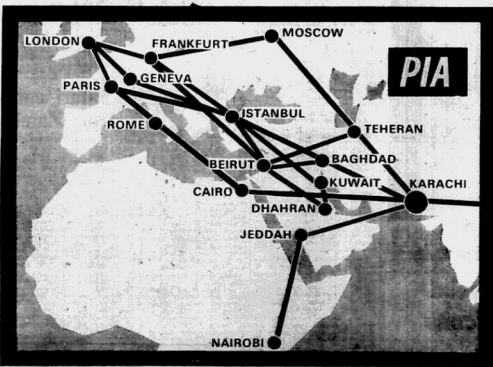 MOSCOW
LONDON
FRANKFURT
PIA
GENEVA
PARIS
ISTANBUL
ROME
TEHERAN
BEIRUT
BAGHDAD
KUWAIT
KARACHI
CAIRO
DHAHRAN
JEDDAH
NAIROBI